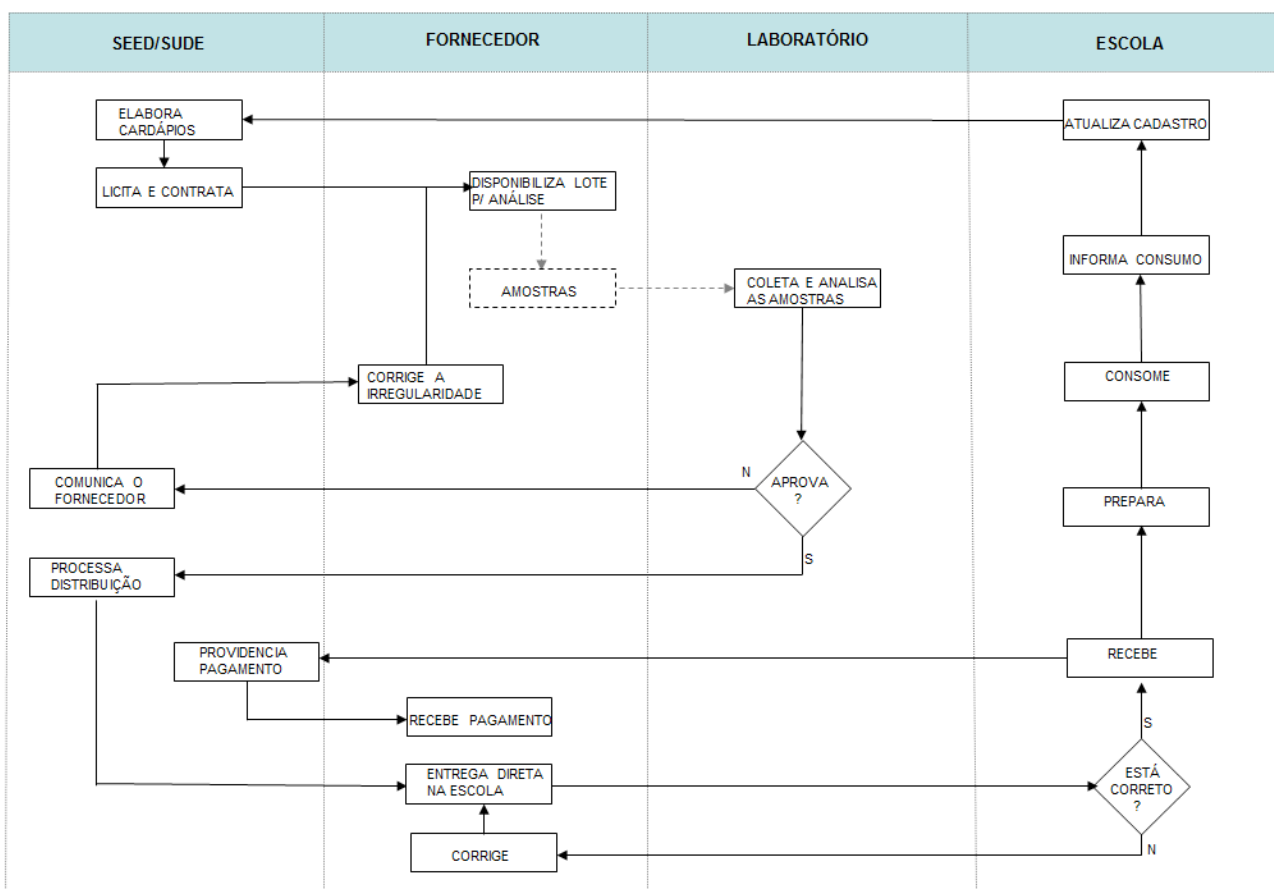 SEED/SUDE
FORNECEDOR
LABORATÓRIO
ESCOLA
ELABORA
CARDÁPIOS
ATUALIZA CADASTRO
LICITA E CONTRATA
DISPONIBILIZA LOTE
P/ ANÁLISE
INFORMA CONSUMO
AMOSTRAS
COLETA E ANALISA
AS AMOSTRAS
CORRIGE A
IRREGULARIDADE
CONSOME
COMUNICA O
FORNECEDOR
N
APROVA
?
PREPARA
S
PROCESSA
DISTRIBUIÇÃO
PROVIDENCIA
PAGAMENTO
RECEBE
RECEBE PAGAMENTO
S
ENTREGA DIRETA
NA ESCOLA
ESTÁ
CORRETO
?
CORRIGE
N